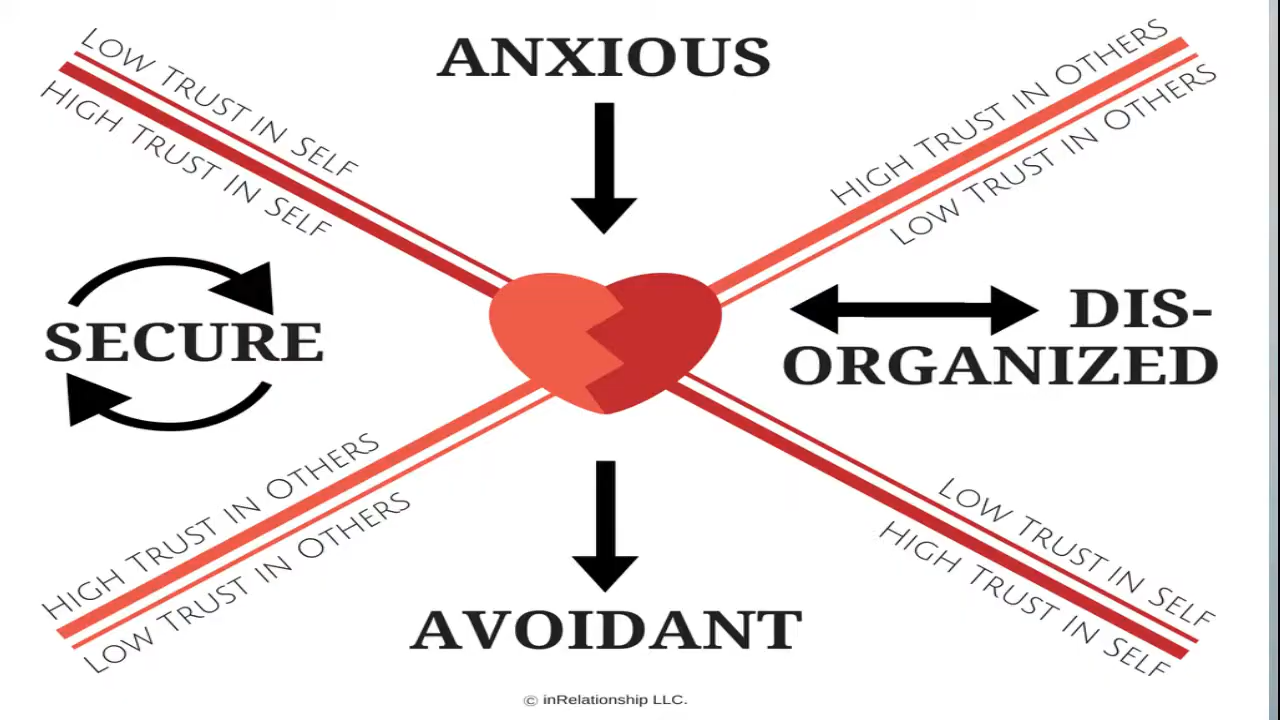 ANXIOUS
LOW TRUST IN SELF
HIGH TRUST IN SELF
HIGH TRUST IN OTHERS
LOW TRUST IN OTHERS
SECURE
DIS-
ORGANIZED
HIGH TRUST IN OTHERS
LOW TRUST IN OTHERS
LOW TRUST IN SELF
HIGH TRUST IN SELF
AVOIDANT
© inRelationship LLC.